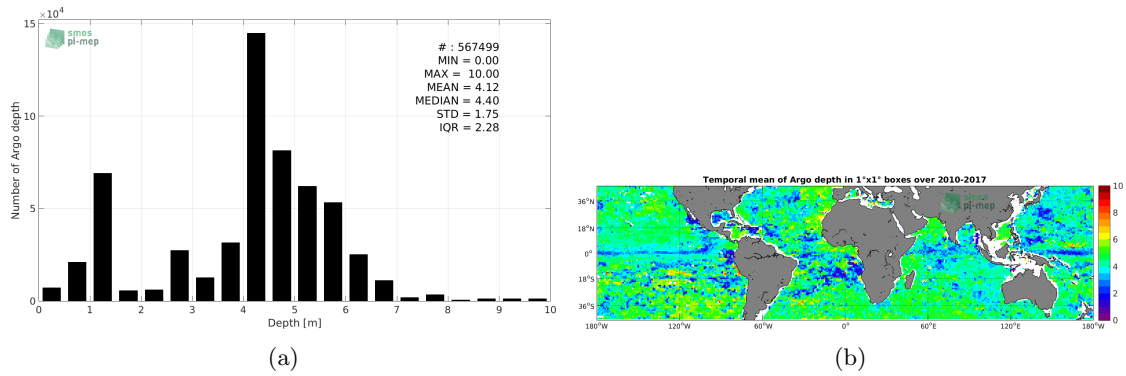 ×10⁴
15
10
5
0
Number of Argo depth
smos
pi-mep
# : 567499
MIN = 0.00
MAX = 10.00
MEAN = 4.12
MEDIAN = 4.40
STD = 1.75
IQR = 2.28
0 1 2 3 4 5 6 7 8 9 10
Depth [m]
(a)
Temporal mean of Argo depth in 1°x1° boxes over 2010-2017
smos
pi-mep
36°N
18°N
0°
18°S
36°S
180°W 120°W 60°W 0° 60°E 120°E 180°W
10
8
6
4
2
0
(b)